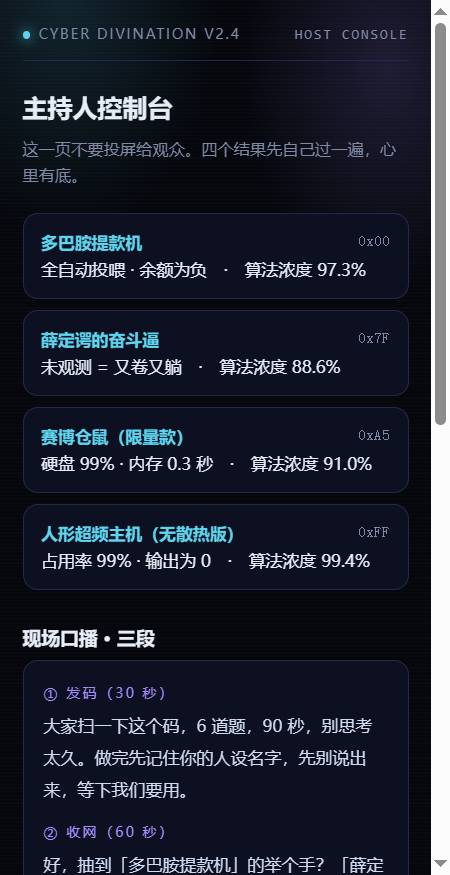 CYBER DIVINATION V2.4
HOST CONSOLE
主持人控制台
这一页不要投屏给观众。四个结果先自己过一遍，心
里有底。
多巴胺提款机
0x00
全自动投喂 · 余额为负 · 算法浓度 97.3%
薛定谔的奋斗逼
0x7F
未观测 = 又卷又躺 · 算法浓度 88.6%
赛博仓鼠（限量款）
0xA5
硬盘 99% · 内存 0.3 秒 · 算法浓度 91.0%
人形超频主机（无散热版）
0xFF
占用率 99% · 输出为 0 · 算法浓度 99.4%
现场口播 • 三段
① 发码（30 秒）
大家扫一下这个码，6 道题，90 秒，别思考
太久。做完先记住你的人设名字，先别说出
来，等下我们要用。
② 收网（60 秒）
好，抽到「多巴胺提款机」的举个手？「薛定